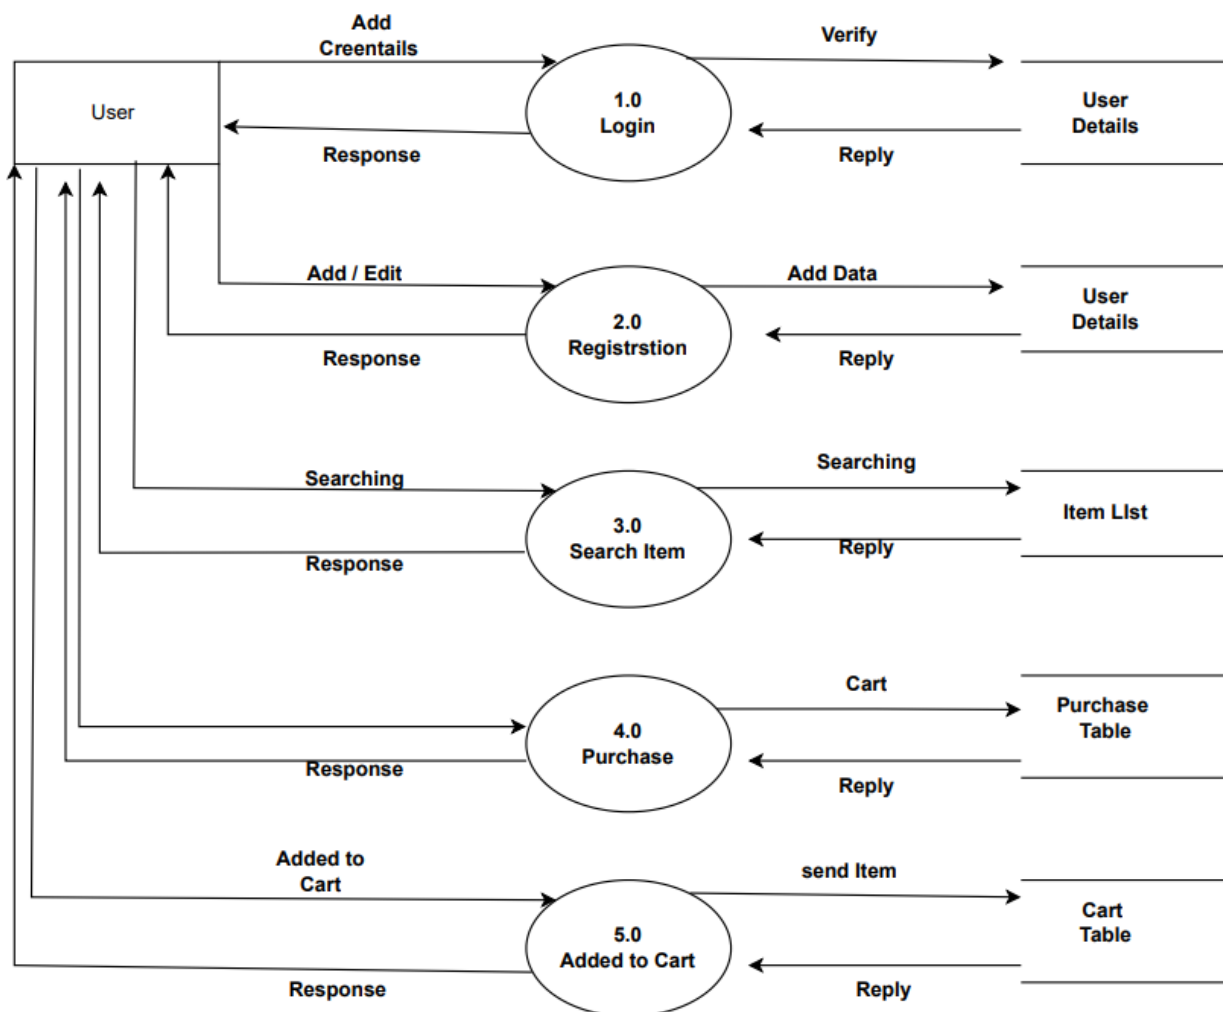 Add
Creentails
Verify
User
1.0
Login
User
Details
Response
Reply
Add / Edit
Add Data
2.0
Registrstion
User
Details
Response
Reply
Searching
Searching
3.0
Search Item
Item LIst
Response
Reply
Cart
4.0
Purchase
Purchase
Table
Response
Reply
Added to
Cart
send Item
5.0
Added to Cart
Cart
Table
Response
Reply